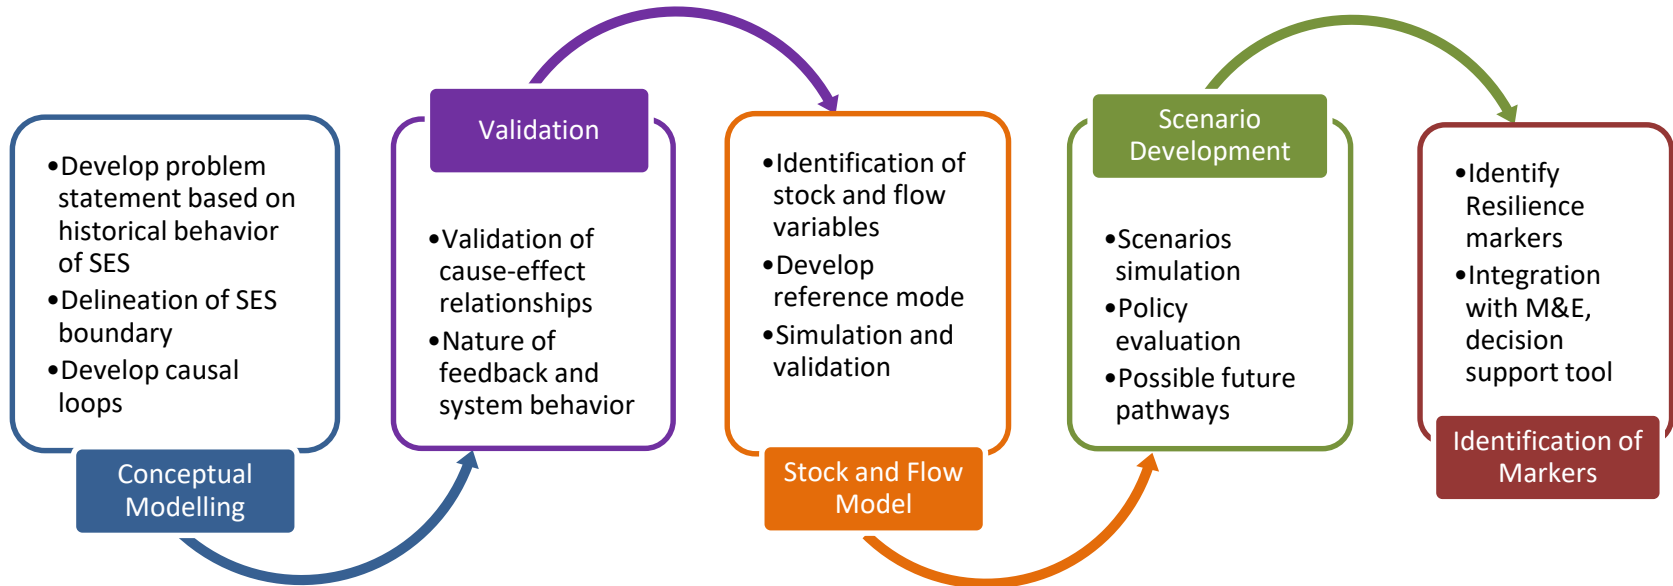 •Develop problem
statement based on
historical behavior
of SES
•Delineation of SES
boundary
•Develop causal
loops
Conceptual
Modelling
Validation
•Validation of
cause-effect
relationships
•Nature of
feedback and
system behavior
•Identification of
stock and flow
variables
•Develop
reference mode
•Simulation and
validation
Stock and Flow
Model
Scenario
Development
•Scenarios
simulation
•Policy
evaluation
•Possible future
pathways
•Identify
Resilience
markers
•Integration
with M&E,
decision
support tool
Identification of
Markers